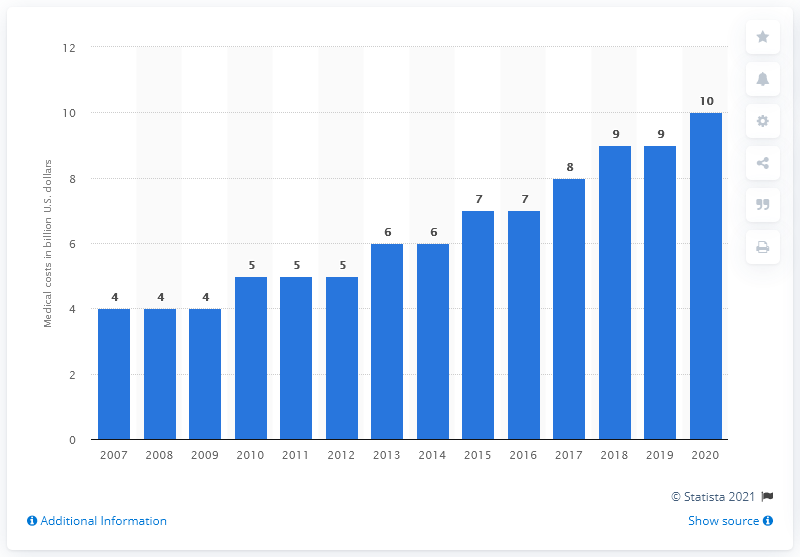 12
10
8
6
4
2
0
Medical costs in billion U.S. dollars
4 4 4 5 5 5 6 6 7 7 8 9 9 10
2007 2008 2009 2010 2011 2012 2013 2014 2015 2016 2017 2018 2019 2020
© Statista 2021
Additional Information Show source